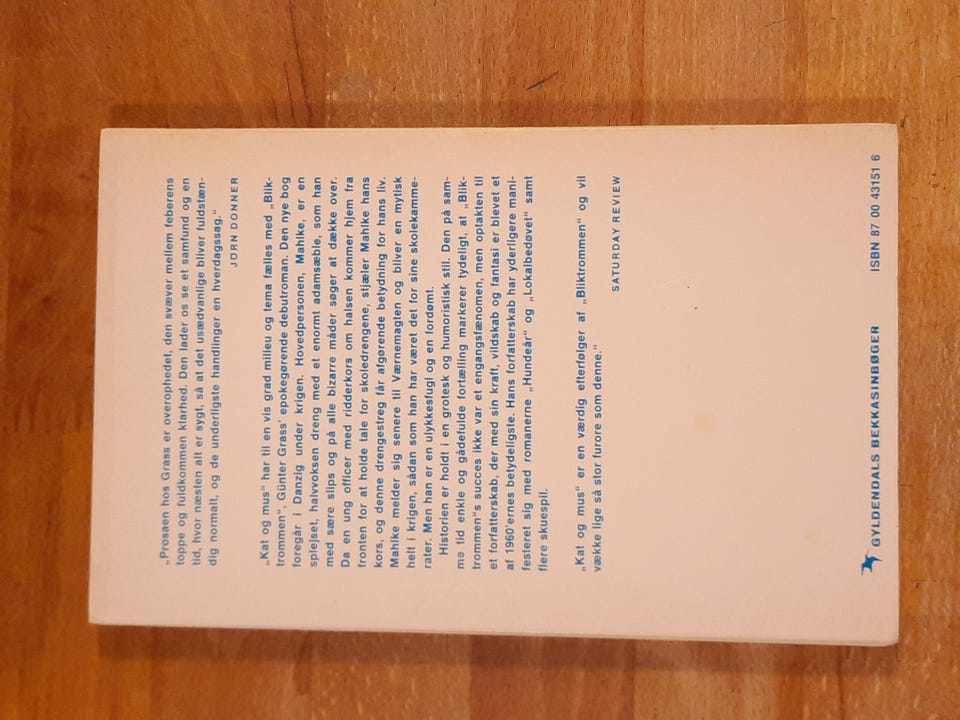 „Prosaen hos Grass er overophedet, den svæver mellem feberens
toppe og fuldkommen klarhed. Den lader os se et samfund og en
tid, hvor næsten alt er sygt, så at det usædvanlige bliver fuldstæn-
dig normalt, og de underligste handlinger en hverdagssag.“
JÖRN DONNER
„Kat og mus“ har til en vis grad milieu og tema fælles med „Blik-
trommen“, Günter Grass' epokegørende debutroman. Den nye bog
foregår i Danzig under krigen. Hovedpersonen, Mahlke, er en
splejset, halvvoksen dreng med et enormt adamsæble, som han
med sære slips og på alle bizarre måder søger at dække over.
Da en ung officer med ridderkors om halsen kommer hjem fra
fronten for at holde tale for skoledrengene, stjæler Mahlke hans
kors, og denne drengestreg får afgørende betydning for hans liv.
Mahlke melder sig senere til Værnemagten og bliver en mytisk
helt i krigen, sådan som han har været det for sine skolekamme-
rater. Men han er en ulykkesfugl og en fordømt.
Historien er holdt i en grotesk og humoristisk stil. Den på sam-
me tid enkle og gådefulde fortælling markerer tydeligt, at „Blik-
trommen“s succes ikke var et engangsfænomen, men optakten til
et forfatterskab, der med sin kraft, vildskab og fantasi er blevet et
af 1960'ernes betydeligste. Hans forfatterskab har yderligere mani-
festeret sig med romanerne „Hundeår“ og „Lokalbedøvet“ samt
flere skuespil.
„Kat og mus“ er en værdig efterfølger af „Bliktrommen“ og vil
vække lige så stor furore som denne.“
SATURDAY REVIEW
GYLDENDALS BEKKASINBØGER ISBN 87 00 43151 6